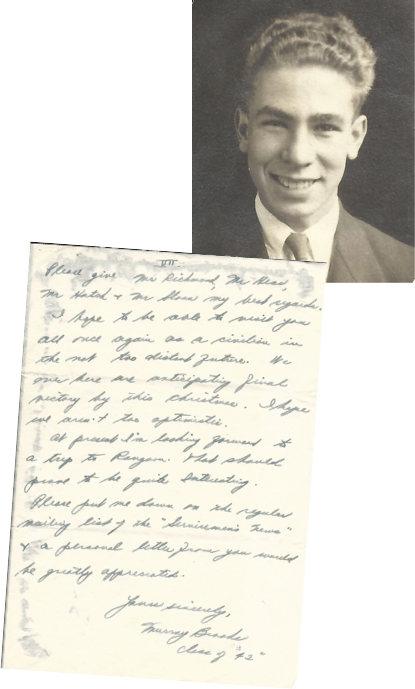 VII
Please give Mr Richmond, Mr Hess,
Mr Hatch & Mr Sloan my best regards.
I hope to be able to visit you
all once again as a civilian in
the not too distant future. We
over here are anticipating final
victory by this christmas. I hope
we aren't too optimistic.
At present I'm looking forward to
a trip to Rangoon. That should
prove to be quite interesting.
Please put me down on the regular
mailing list of the "Servicemen's News"
& a personal letter from you would
be greatly appreciated.
Yours sincerely,
Murray Brooks
Class of "42"